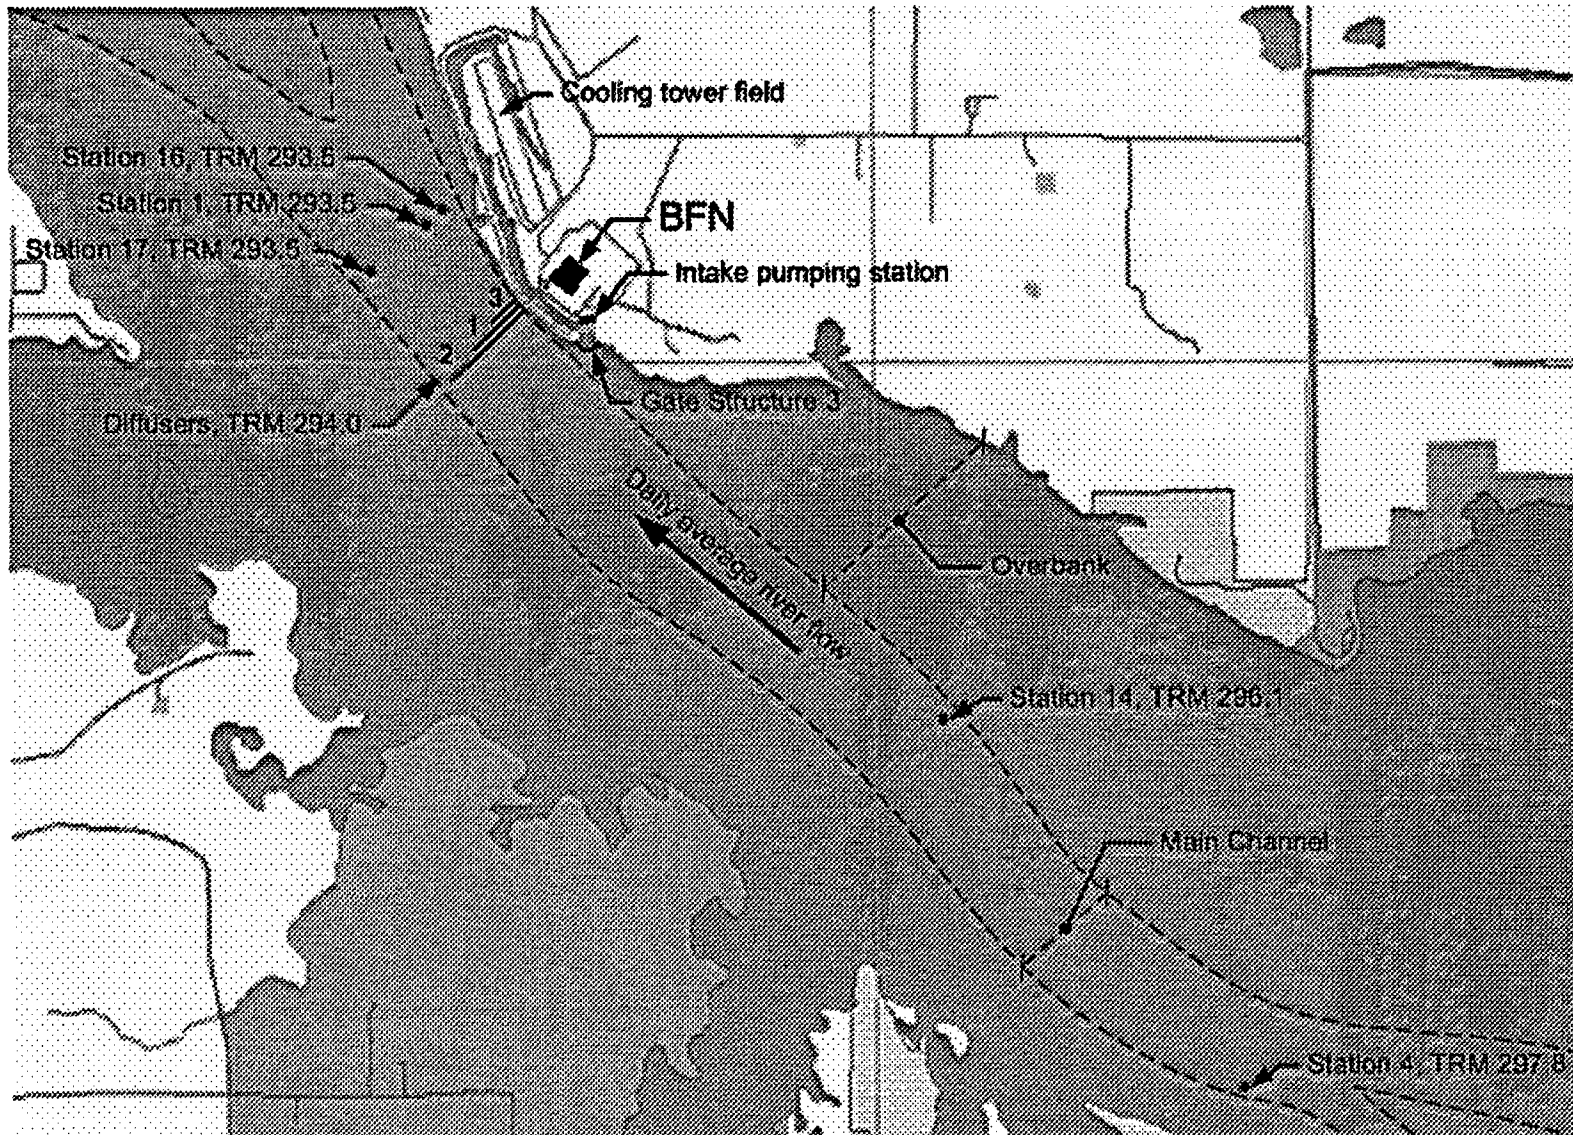 Cooling tower field
Station 16, TRM 293.5
Station 1, TRM 293.5
Station 17, TRM 293.5
BFN
Intake pumping station
3
1
2
Gate Structure 3
Diffusers, TRM 294.0
Daily average river flow
Overbank
Station 14, TRM 296.1
Main Channel
Station 4, TRM 297.8